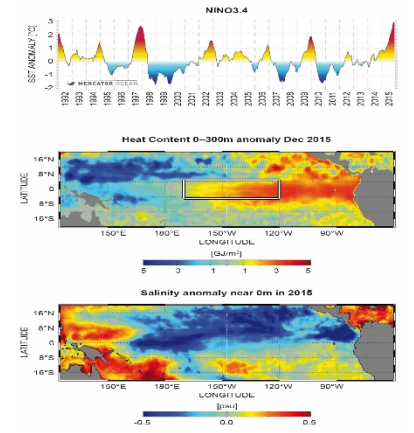 NINO3.4
SST ANOMALY [°C]
3
2
1
0
-1
-2
MERCATOR OCEAN
1992 1993 1994 1995 1996 1997 1998 1999 2000 2001 2002 2003 2004 2005 2006 2007 2008 2009 2010 2011 2012 2013 2014 2015
Heat Content 0-300m anomaly Dec 2015
LATITUDE
16°N
8°N
0
8°S
16°S
150°E 180° 150°W 120°W 90°W
LONGITUDE
[GJ/m²]
5 3 1 1 3 5
Salinity anomaly near 0m in 2015
LATITUDE
16°N
8°N
0
8°S
16°S
150°E 180° 150°W 120°W 90°W
LONGITUDE
[psu]
-0.5 0.0 0.5